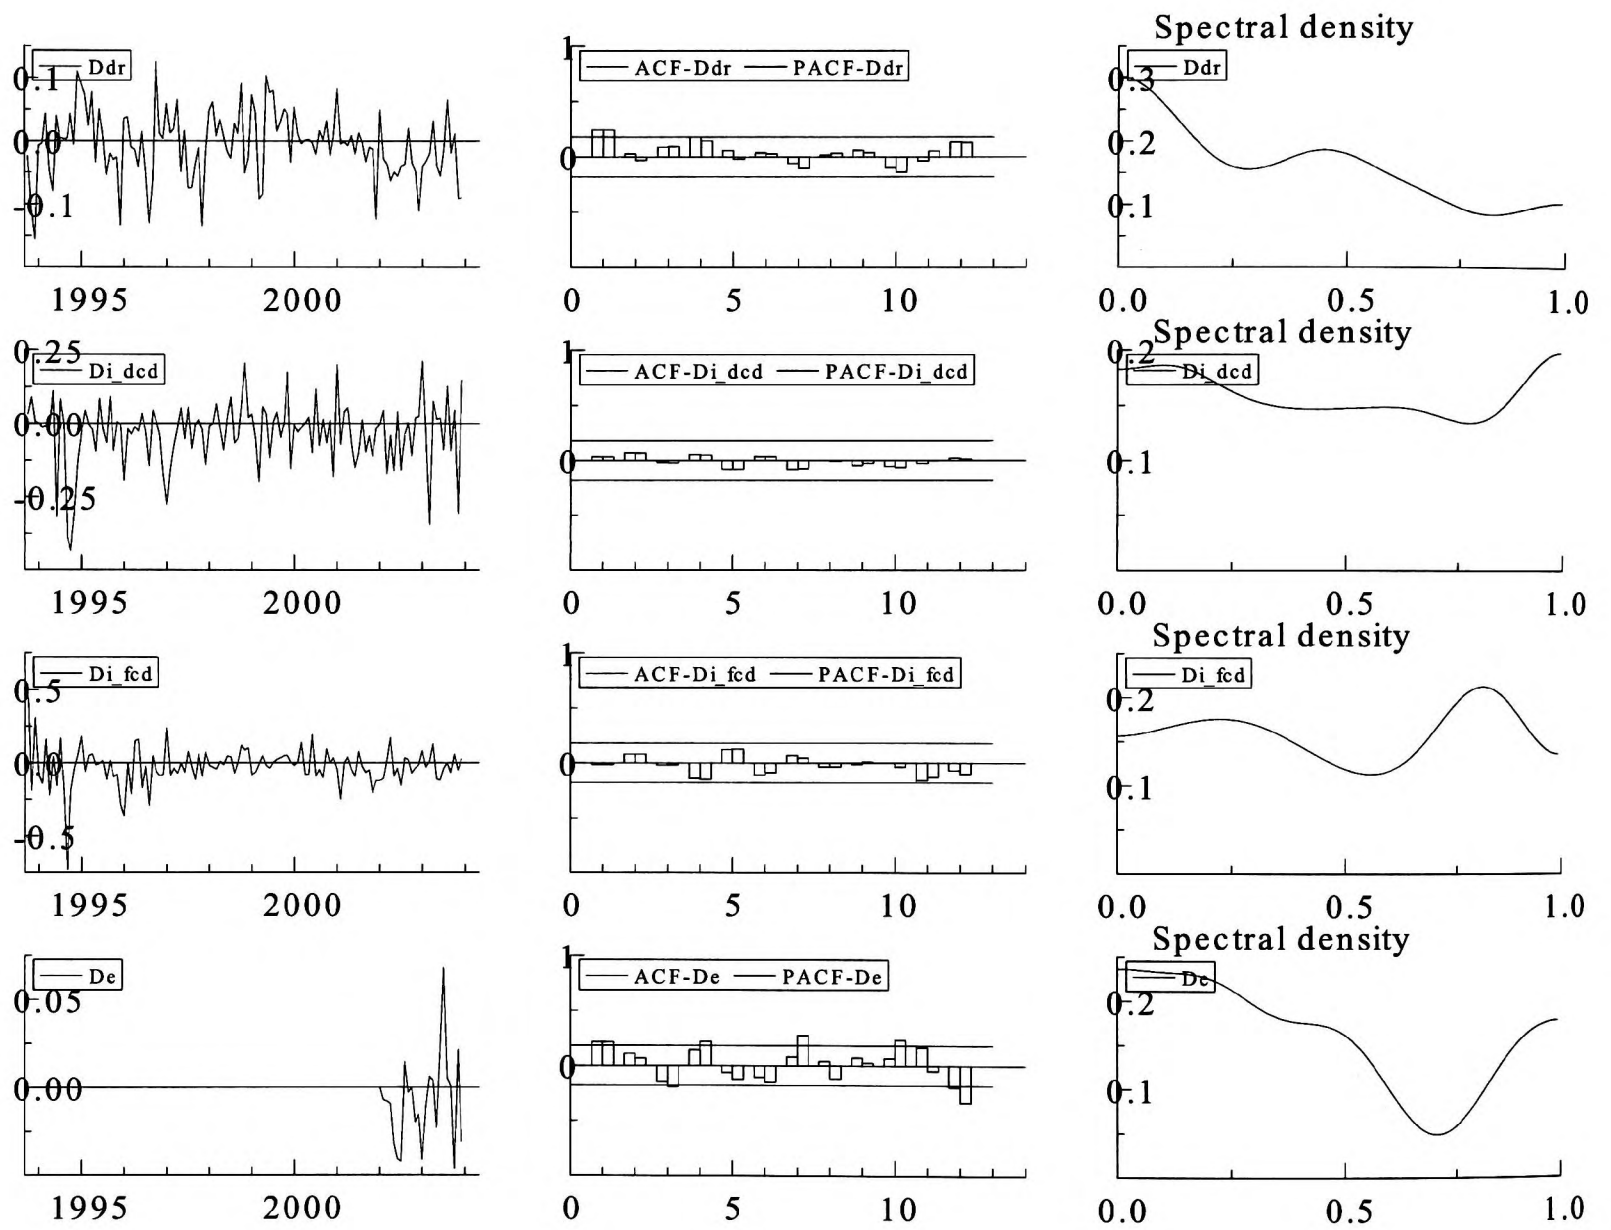 Spectral density
Ddr
0.1
0.0
-0.1
1995 2000
ACF-Ddr PACF-Ddr
1
0
0 5 10
Ddr
0.3
0.2
0.1
0.0 0.5 1.0
Spectral density
0.25
Di_dcd
0.00
-0.25
1995 2000
1
ACF-Di_dcd PACF-Di_dcd
0
0 5 10
0.2
Di_dcd
0.1
0.0 0.5 1.0
Spectral density
Di_fcd
0.5
0.0
-0.5
1995 2000
1
ACF-Di_fcd PACF-Di_fcd
0
0 5 10
Di_fcd
0.2
0.1
0.0 0.5 1.0
Spectral density
De
0.05
0.00
1995 2000
1
ACF-De PACF-De
0
0 5 10
De
0.2
0.1
0.0 0.5 1.0